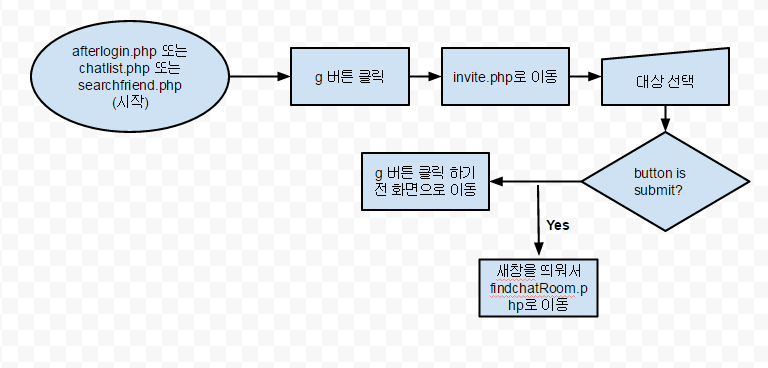 afterlogin.php 또는
chatlist.php 또는
searchfriend.php
(시작)
g 버튼 클릭
invite.php로 이동
대상 선택
button is
submit?
g 버튼 클릭 하기
전 화면으로 이동
Yes
새창을 띄워서
findchatRoom.p
hp로 이동